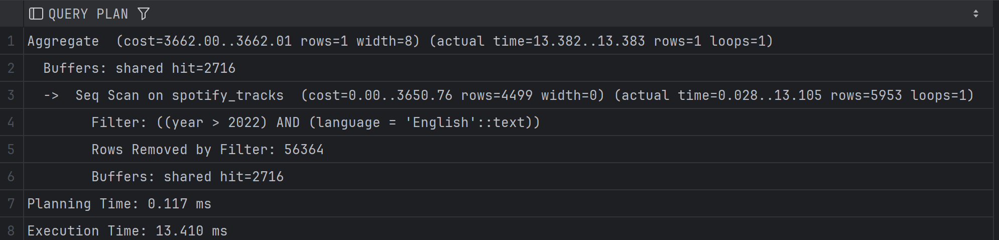 QUERY PLAN
1 Aggregate  (cost=3662.00..3662.01 rows=1 width=8) (actual time=13.382..13.383 rows=1 loops=1)
2   Buffers: shared hit=2716
3   ->  Seq Scan on spotify_tracks  (cost=0.00..3650.76 rows=4499 width=0) (actual time=0.028..13.105 rows=5953 loops=1)
4         Filter: ((year > 2022) AND (language = 'English'::text))
5         Rows Removed by Filter: 56364
6         Buffers: shared hit=2716
7 Planning Time: 0.117 ms
8 Execution Time: 13.410 ms